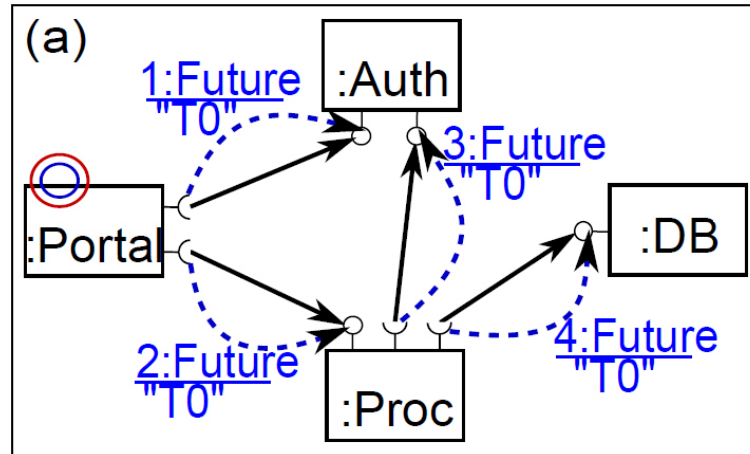 (a)
1:Future
"T0"
:Auth
3:Future
"T0"
:Portal
:DB
2:Future
"T0"
:Proc
4:Future
"T0"